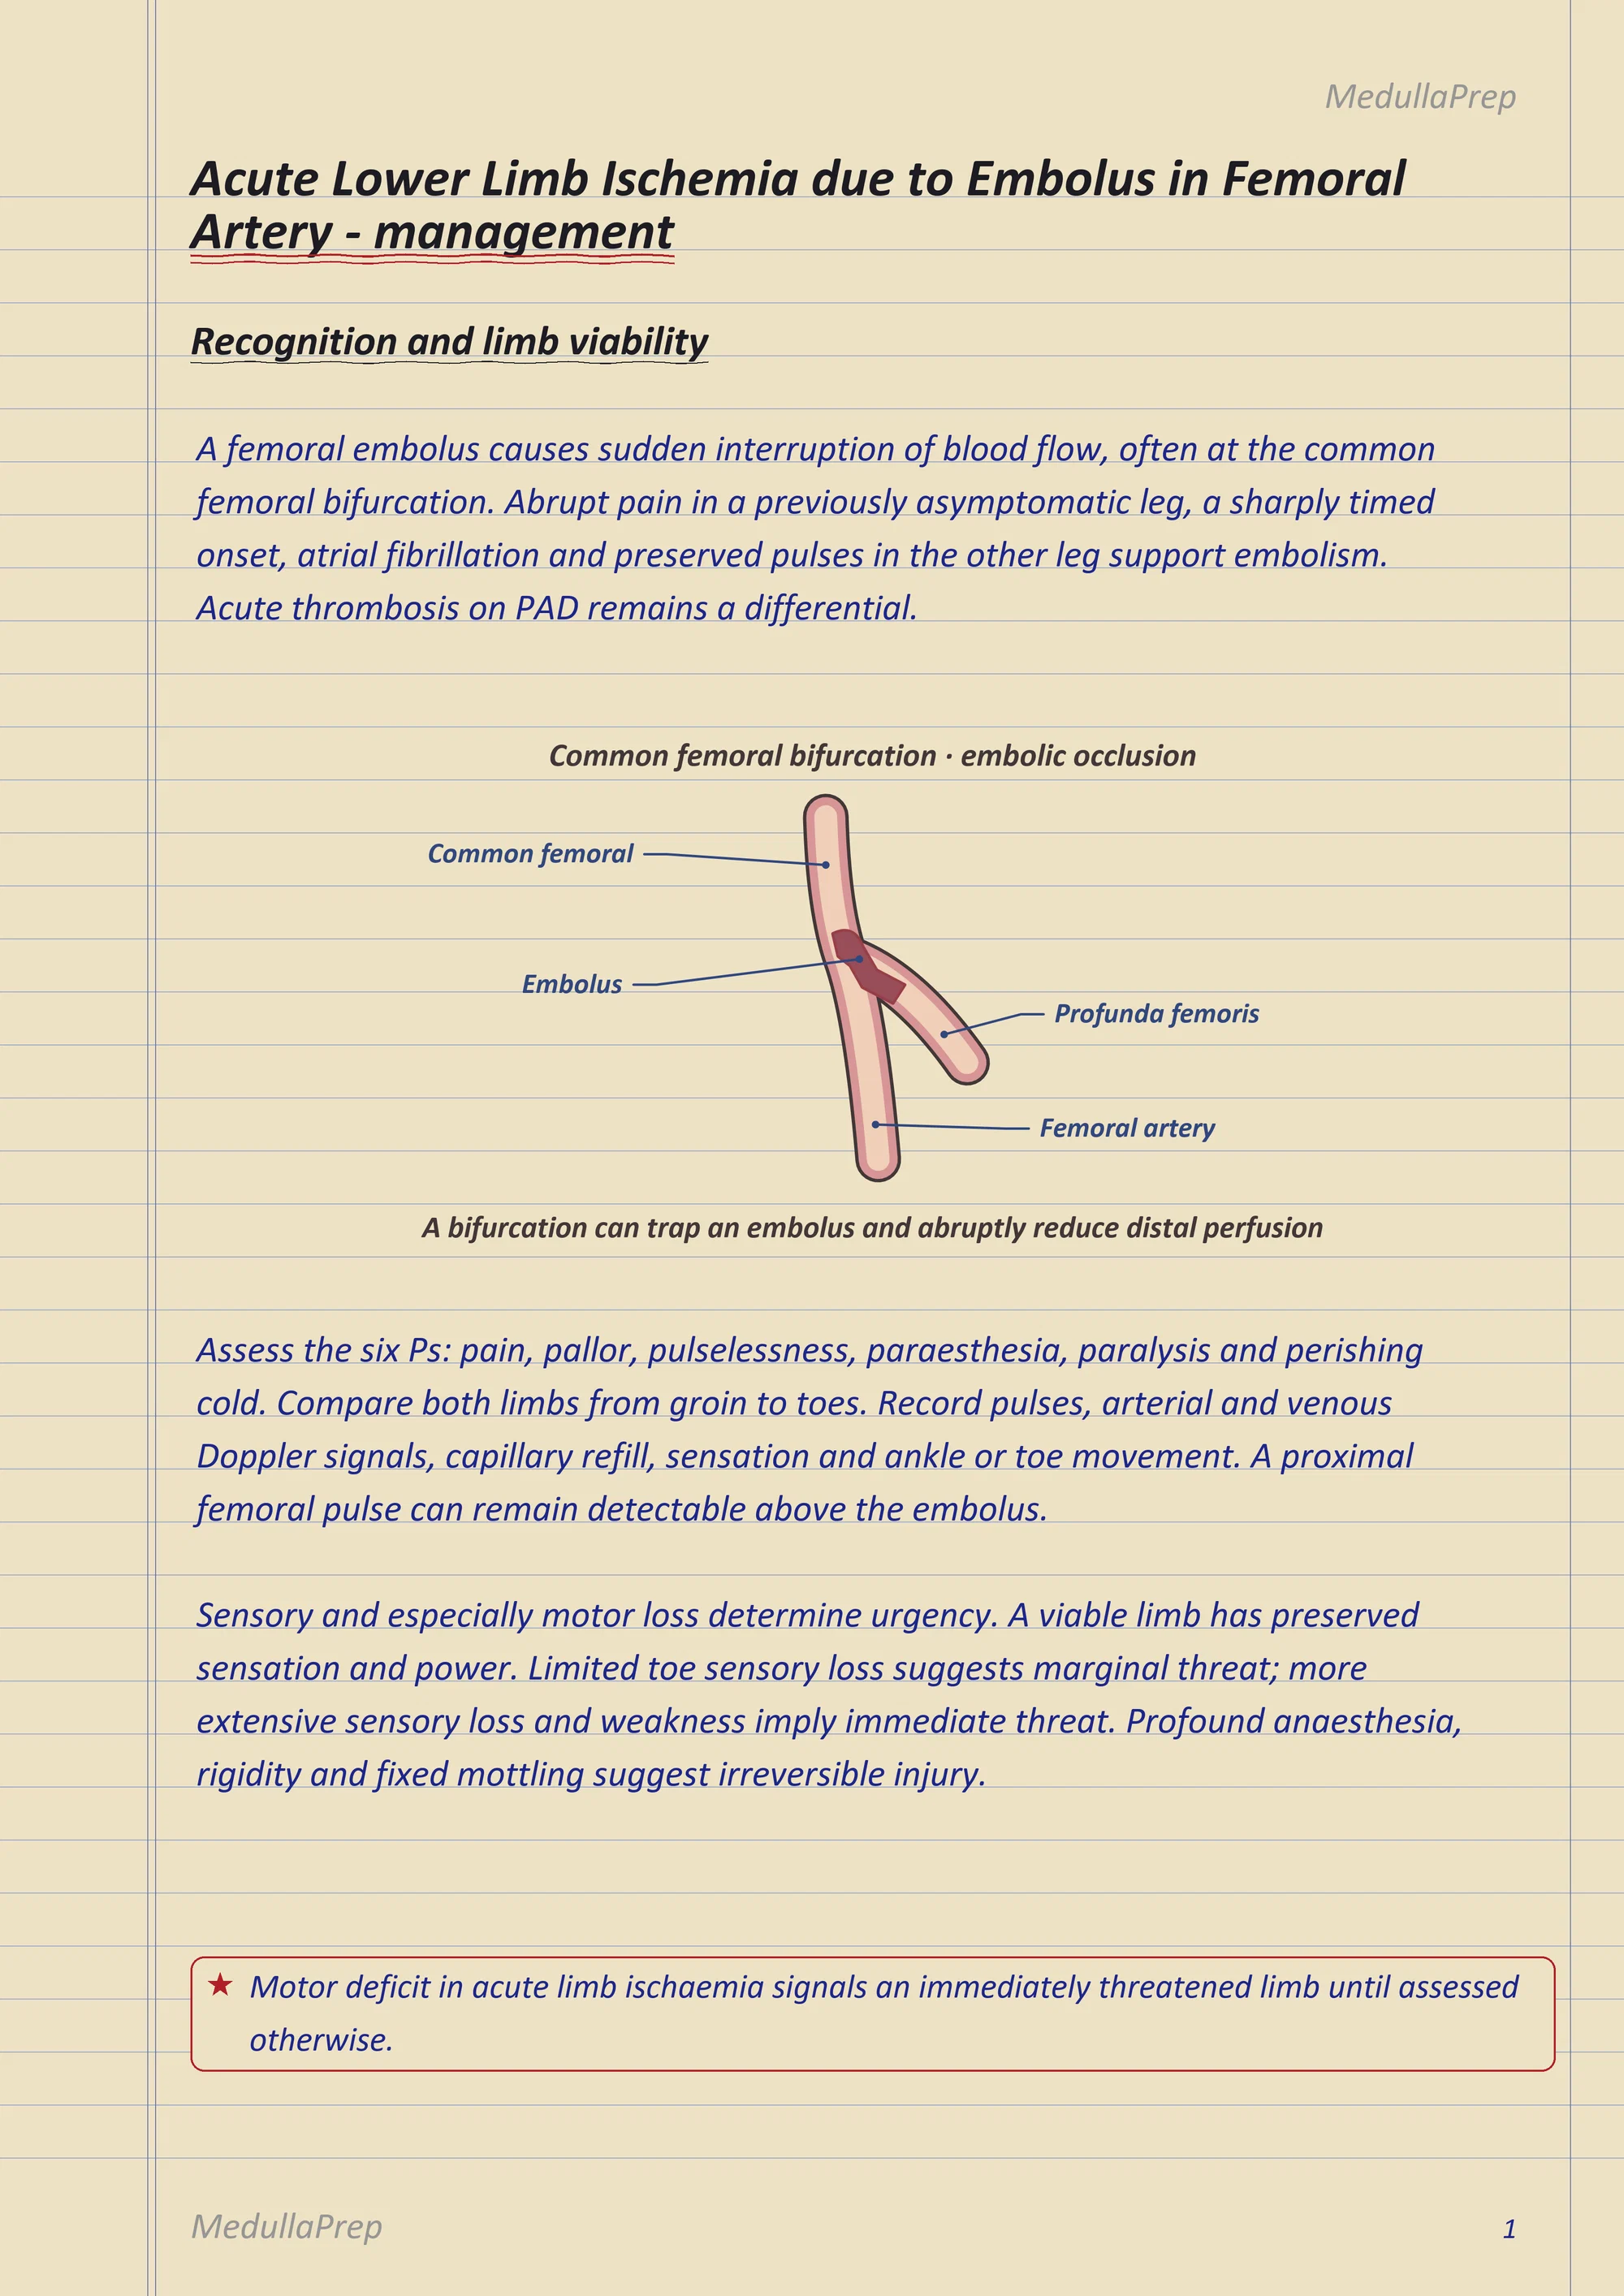 MedullaPrep
Acute Lower Limb Ischemia due to Embolus in Femoral
Artery - management
Recognition and limb viability
A femoral embolus causes sudden interruption of blood flow, often at the common
femoral bifurcation. Abrupt pain in a previously asymptomatic leg, a sharply timed
onset, atrial fibrillation and preserved pulses in the other leg support embolism.
Acute thrombosis on PAD remains a differential.
Common femoral bifurcation · embolic occlusion
Common femoral
Embolus
Profunda femoris
Femoral artery
A bifurcation can trap an embolus and abruptly reduce distal perfusion
Assess the six Ps: pain, pallor, pulselessness, paraesthesia, paralysis and perishing
cold. Compare both limbs from groin to toes. Record pulses, arterial and venous
Doppler signals, capillary refill, sensation and ankle or toe movement. A proximal
femoral pulse can remain detectable above the embolus.
Sensory and especially motor loss determine urgency. A viable limb has preserved
sensation and power. Limited toe sensory loss suggests marginal threat; more
extensive sensory loss and weakness imply immediate threat. Profound anaesthesia,
rigidity and fixed mottling suggest irreversible injury.
★ Motor deficit in acute limb ischaemia signals an immediately threatened limb until assessed
otherwise.
MedullaPrep
1